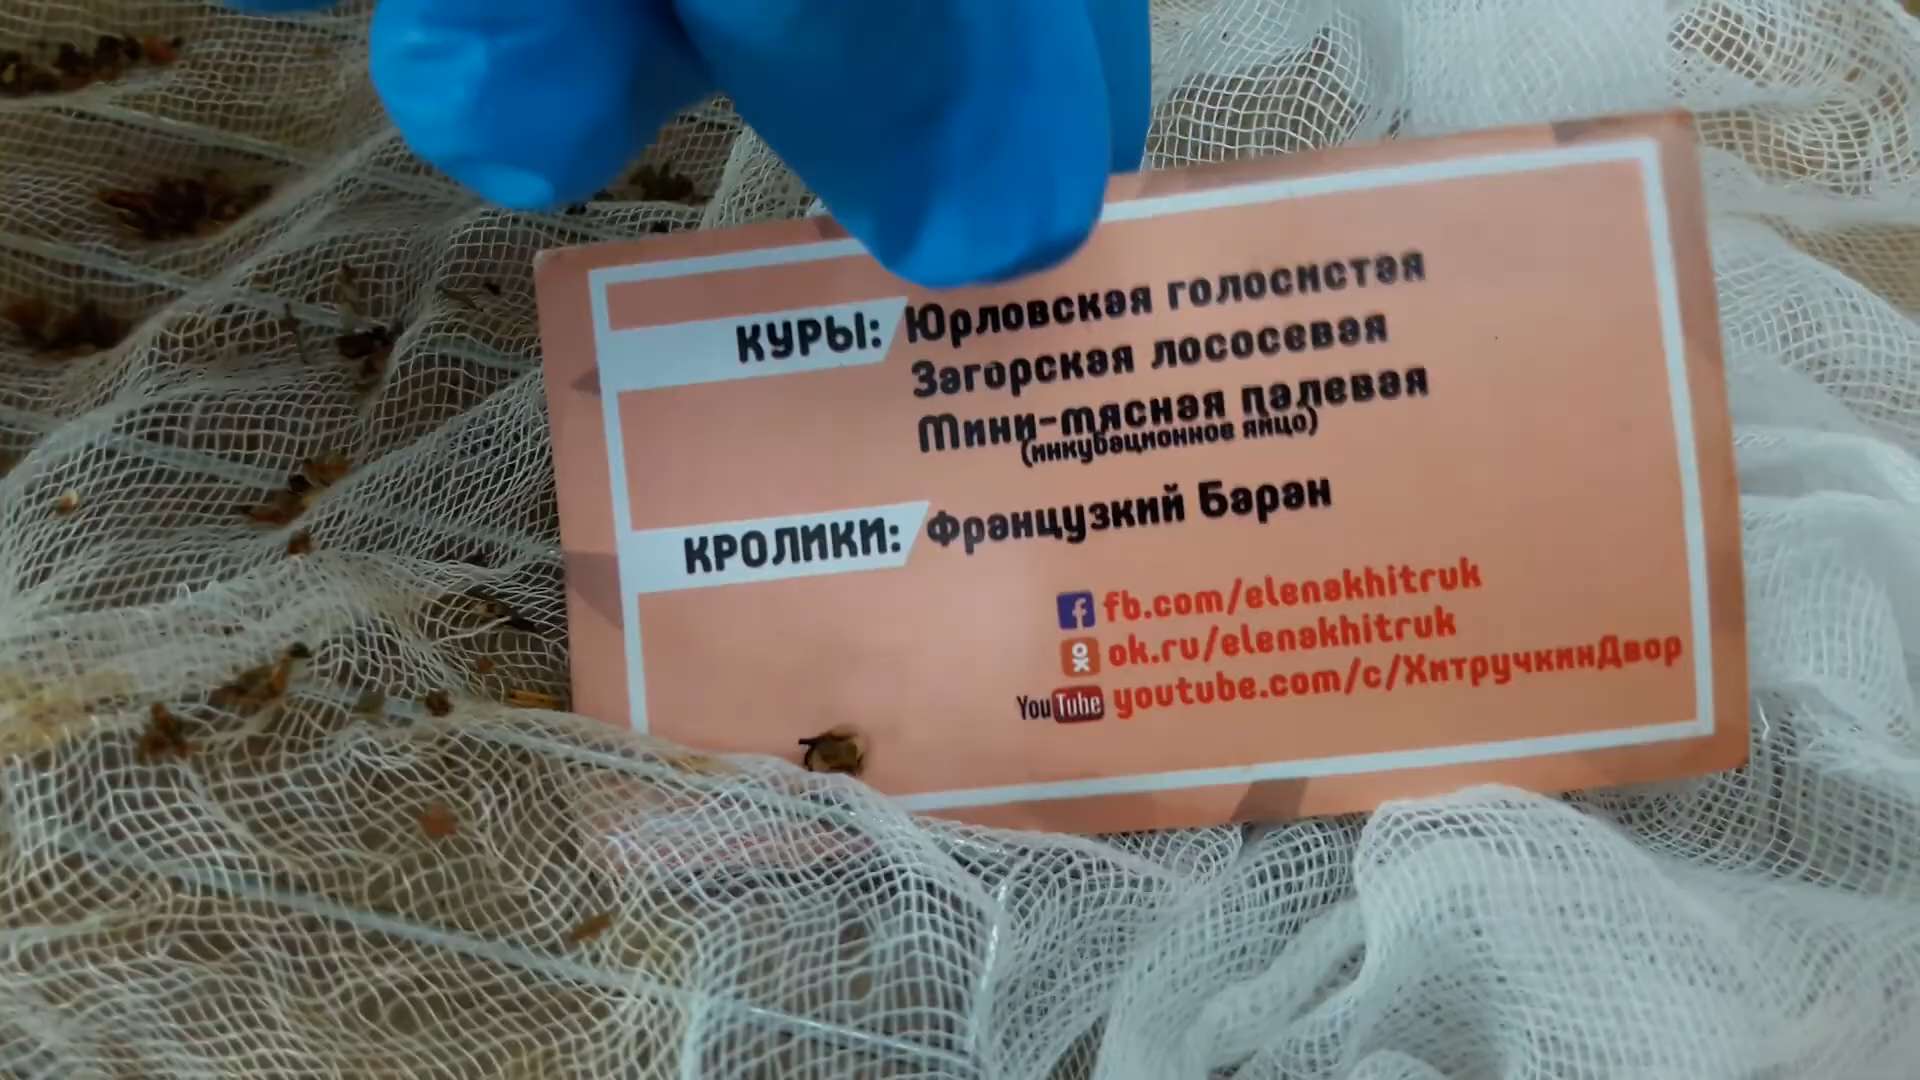 КУРЫ: Юрловская голосистая
Загорская лососевая
Мини-мясная палевая
(инкубационное яйцо)
КРОЛИКИ: Французкий Баран
fb.com/elenakhitruk
ok.ru/elenakhitruk
YouTube youtube.com/c/ХитручкинДвор